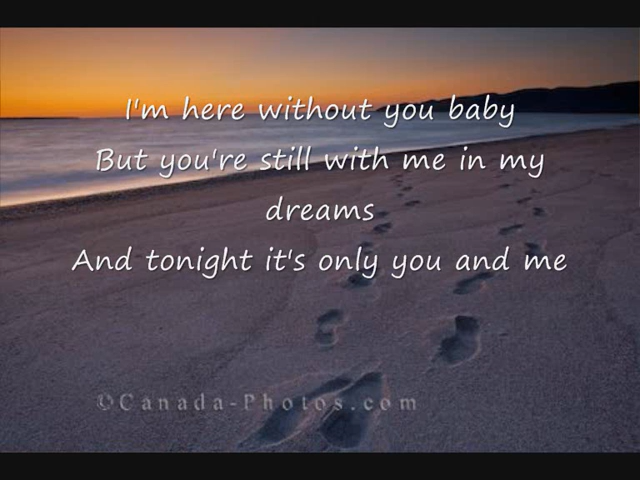 I'm here without you baby
But you're still with me in my
dreams
And tonight it's only you and me
©Canada-Photos.com